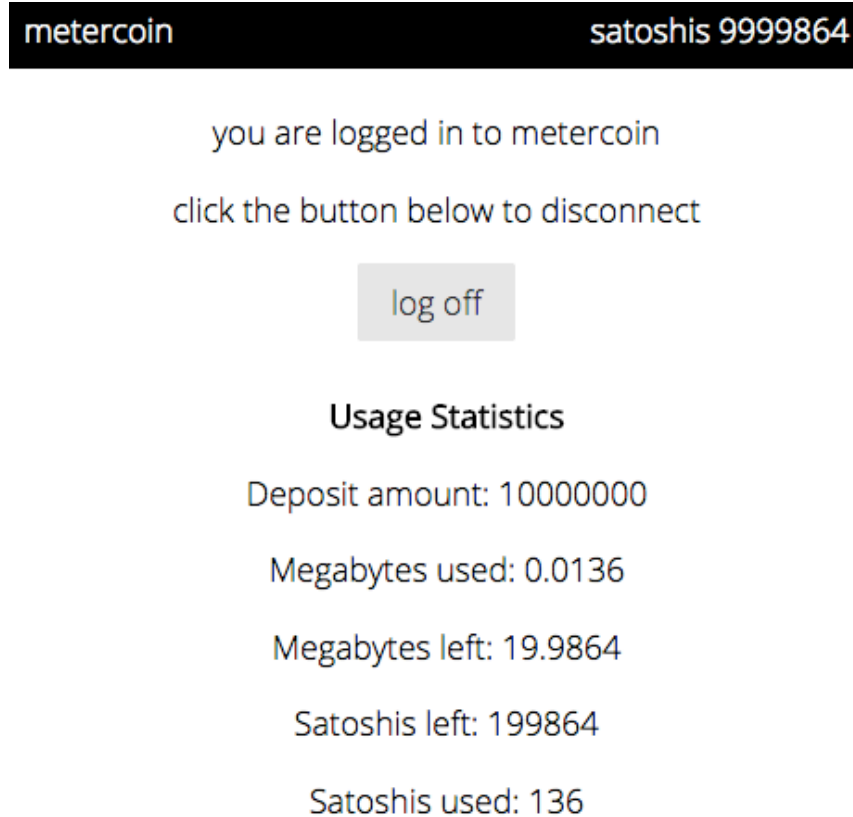 metercoin satoshis 9999864
you are logged in to metercoin
click the button below to disconnect
log off
Usage Statistics
Deposit amount: 10000000
Megabytes used: 0.0136
Megabytes left: 19.9864
Satoshis left: 199864
Satoshis used: 136